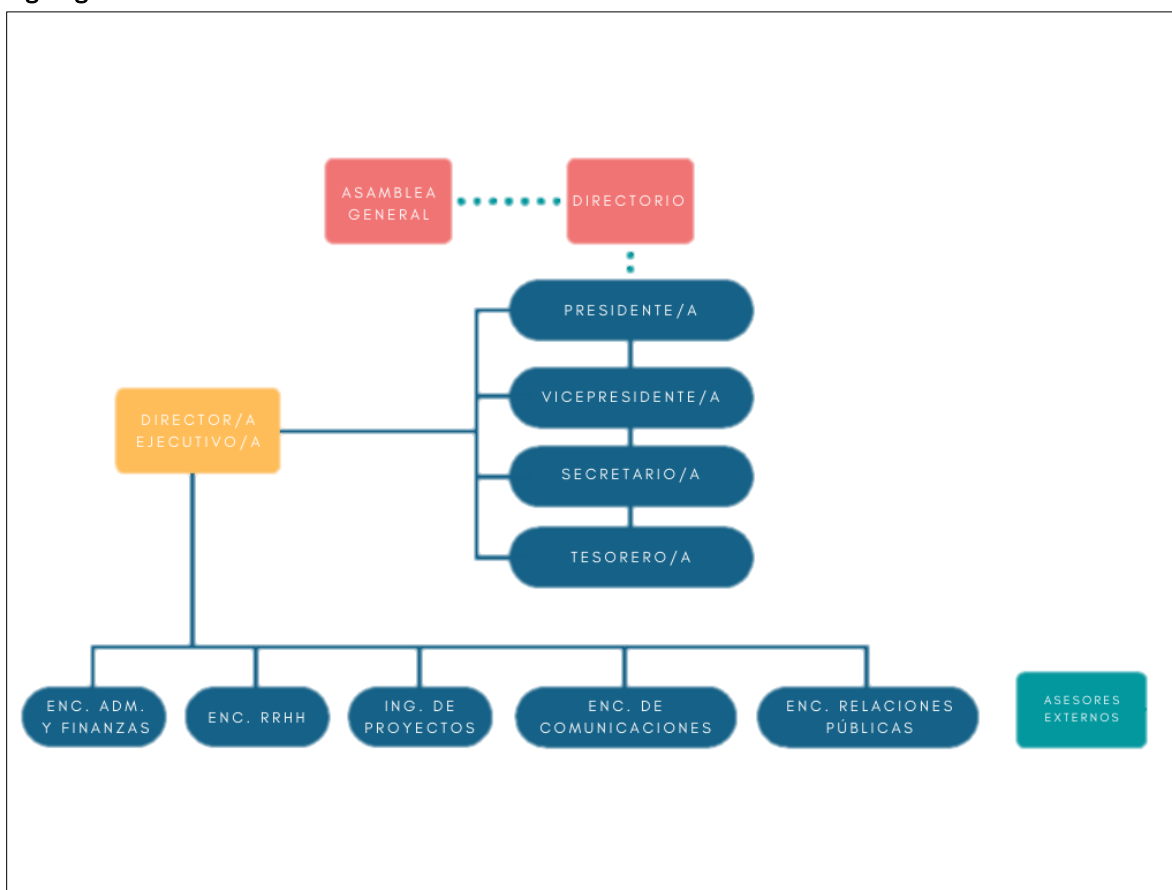 ASAMBLEA
GENERAL
DIRECTORIO
PRESIDENTE/A
VICEPRESIDENTE/A
DIRECTOR/A
EJECUTIVO/A
SECRETARIO/A
TESORERO/A
ENC. ADM.
Y FINANZAS
ENC. RRHH
ING. DE
PROYECTOS
ENC. DE
COMUNICACIONES
ENC. RELACIONES
PÚBLICAS
ASESORES
EXTERNOS